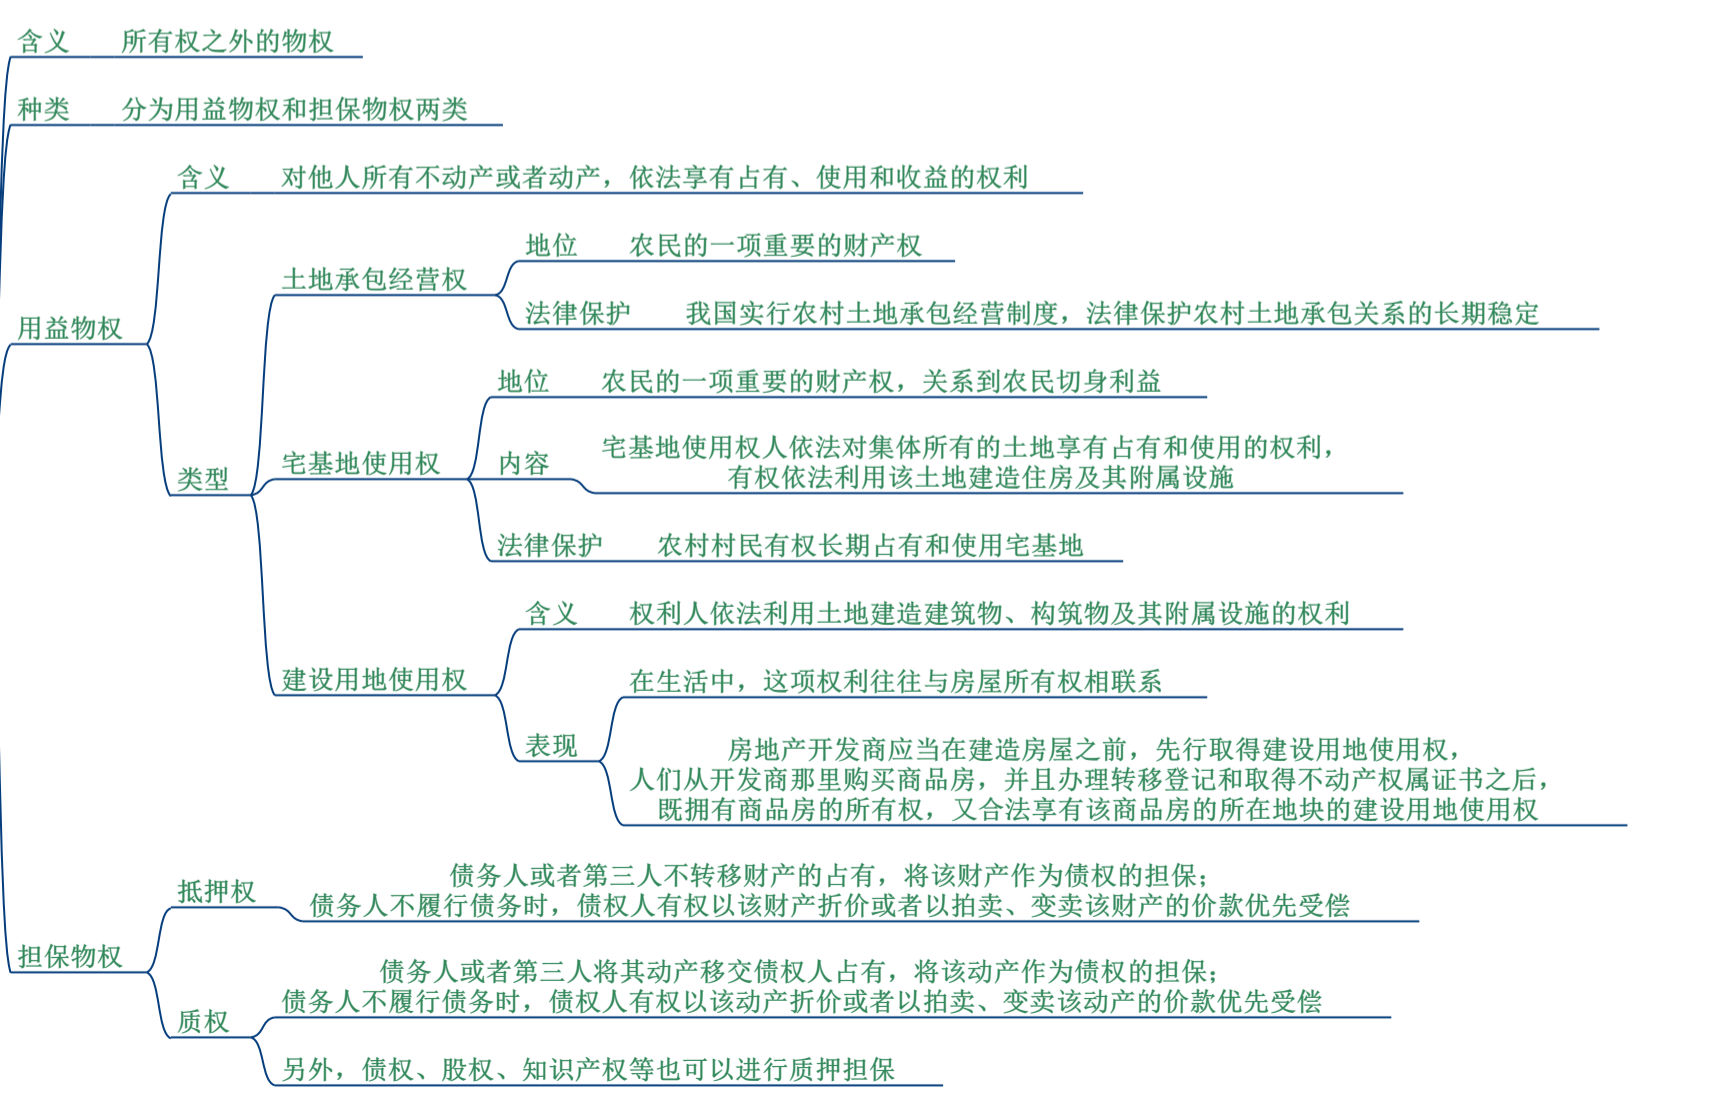 含义 所有权之外的物权
种类 分为用益物权和担保物权两类
用益物权
含义 对他人所有不动产或者动产，依法享有占有、使用和收益的权利
类型
土地承包经营权
地位 农民的一项重要的财产权
法律保护 我国实行农村土地承包经营制度，法律保护农村土地承包关系的长期稳定
宅基地使用权
地位 农民的一项重要的财产权，关系到农民切身利益
内容
宅基地使用权人依法对集体所有的土地享有占有和使用的权利，
有权依法利用该土地建造住房及其附属设施
法律保护 农村村民有权长期占有和使用宅基地
建设用地使用权
含义 权利人依法利用土地建造建筑物、构筑物及其附属设施的权利
表现
在生活中，这项权利往往与房屋所有权相联系
房地产开发商应当在建造房屋之前，先行取得建设用地使用权，
人们从开发商那里购买商品房，并且办理转移登记和取得不动产权属证书之后，
既拥有商品房的所有权，又合法享有该商品房的所在地块的建设用地使用权
担保物权
抵押权
债务人或者第三人不转移财产的占有，将该财产作为债权的担保；
债务人不履行债务时，债权人有权以该财产折价或者以拍卖、变卖该财产的价款优先受偿
质权
债务人或者第三人将其动产移交债权人占有，将该动产作为债权的担保；
债务人不履行债务时，债权人有权以该动产折价或者以拍卖、变卖该动产的价款优先受偿
另外，债权、股权、知识产权等也可以进行质押担保